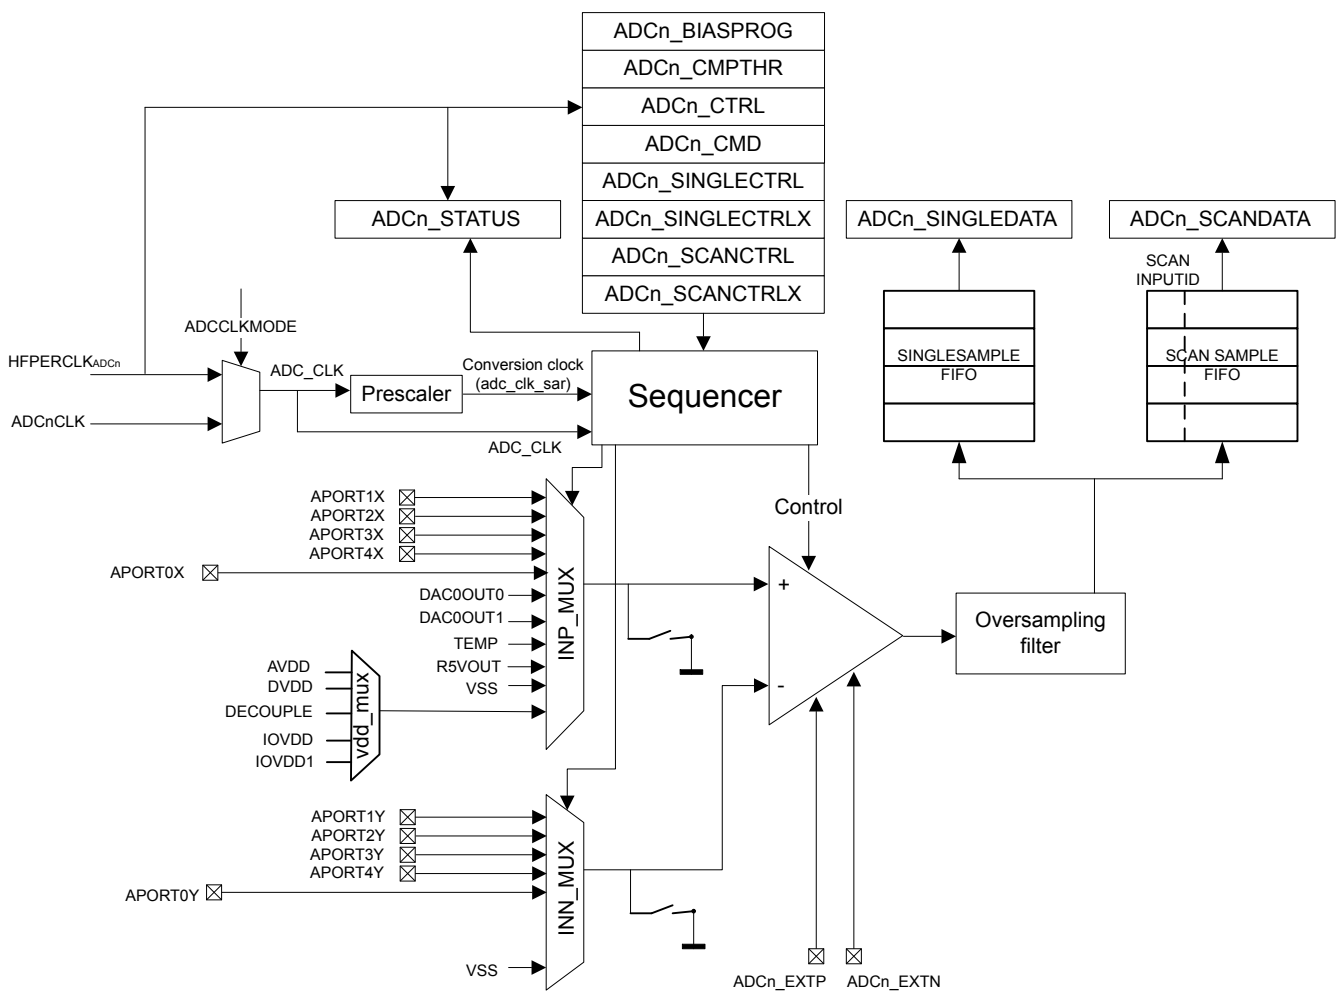 ADCn_BIASPROG
ADCn_CMPTHR
ADCn_CTRL
ADCn_CMD
ADCn_SINGLECTRL
ADCn_SINGLECTRLX
ADCn_SCANCTRL
ADCn_SCANCTRLX
ADCn_STATUS
ADCn_SINGLEDATA
ADCn_SCANDATA
SCAN
INPUTID
SINGLESAMPLE
FIFO
SCAN SAMPLE
FIFO
ADCCLKMODE
HFPERCLKADCn
ADCnCLK
ADC_CLK
Prescaler
Conversion clock
(adc_clk_sar)
Sequencer
ADC_CLK
Control
APORT1X
APORT2X
APORT3X
APORT4X
APORT0X
DAC0OUT0
DAC0OUT1
TEMP
R5VOUT
VSS
INP_MUX
AVDD
DVDD
DECOUPLE
IOVDD
IOVDD1
vdd_mux
+
-
Oversampling
filter
APORT1Y
APORT2Y
APORT3Y
APORT4Y
APORT0Y
VSS
INN_MUX
ADCn_EXTP
ADCn_EXTN